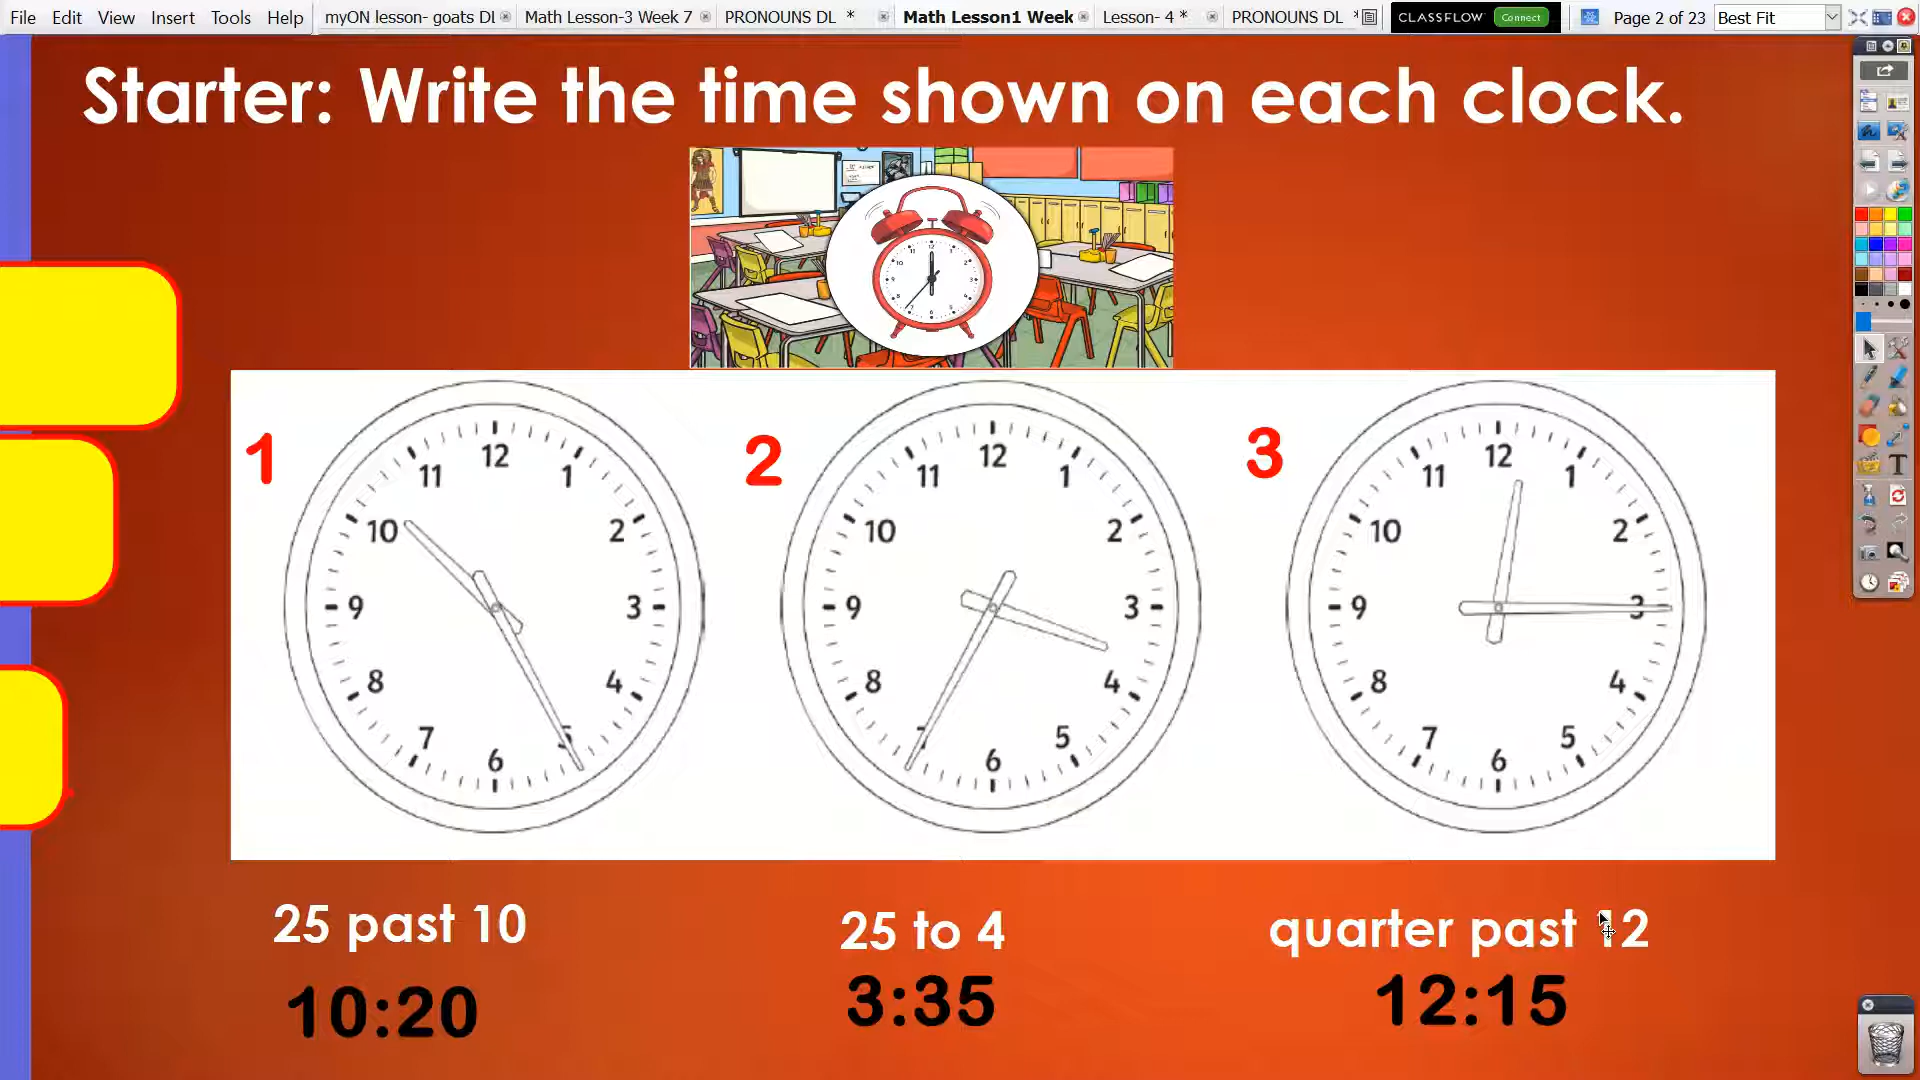 File Edit View Insert Tools Help myON lesson- goats DL Math Lesson-3 Week 7 PRONOUNS DL * Math Lesson1 Week Lesson- 4 * PRONOUNS DL * CLASSFLOW Connect Page 2 of 23 Best Fit
Starter: Write the time shown on each clock.
1 2 3
12 1 2 3 4 5 6 7 8 9 10 11
12 1 2 3 4 5 6 7 8 9 10 11
12 1 2 3 4 5 6 7 8 9 10 11
25 past 10 25 to 4 quarter past 12
10:20 3:35 12:15